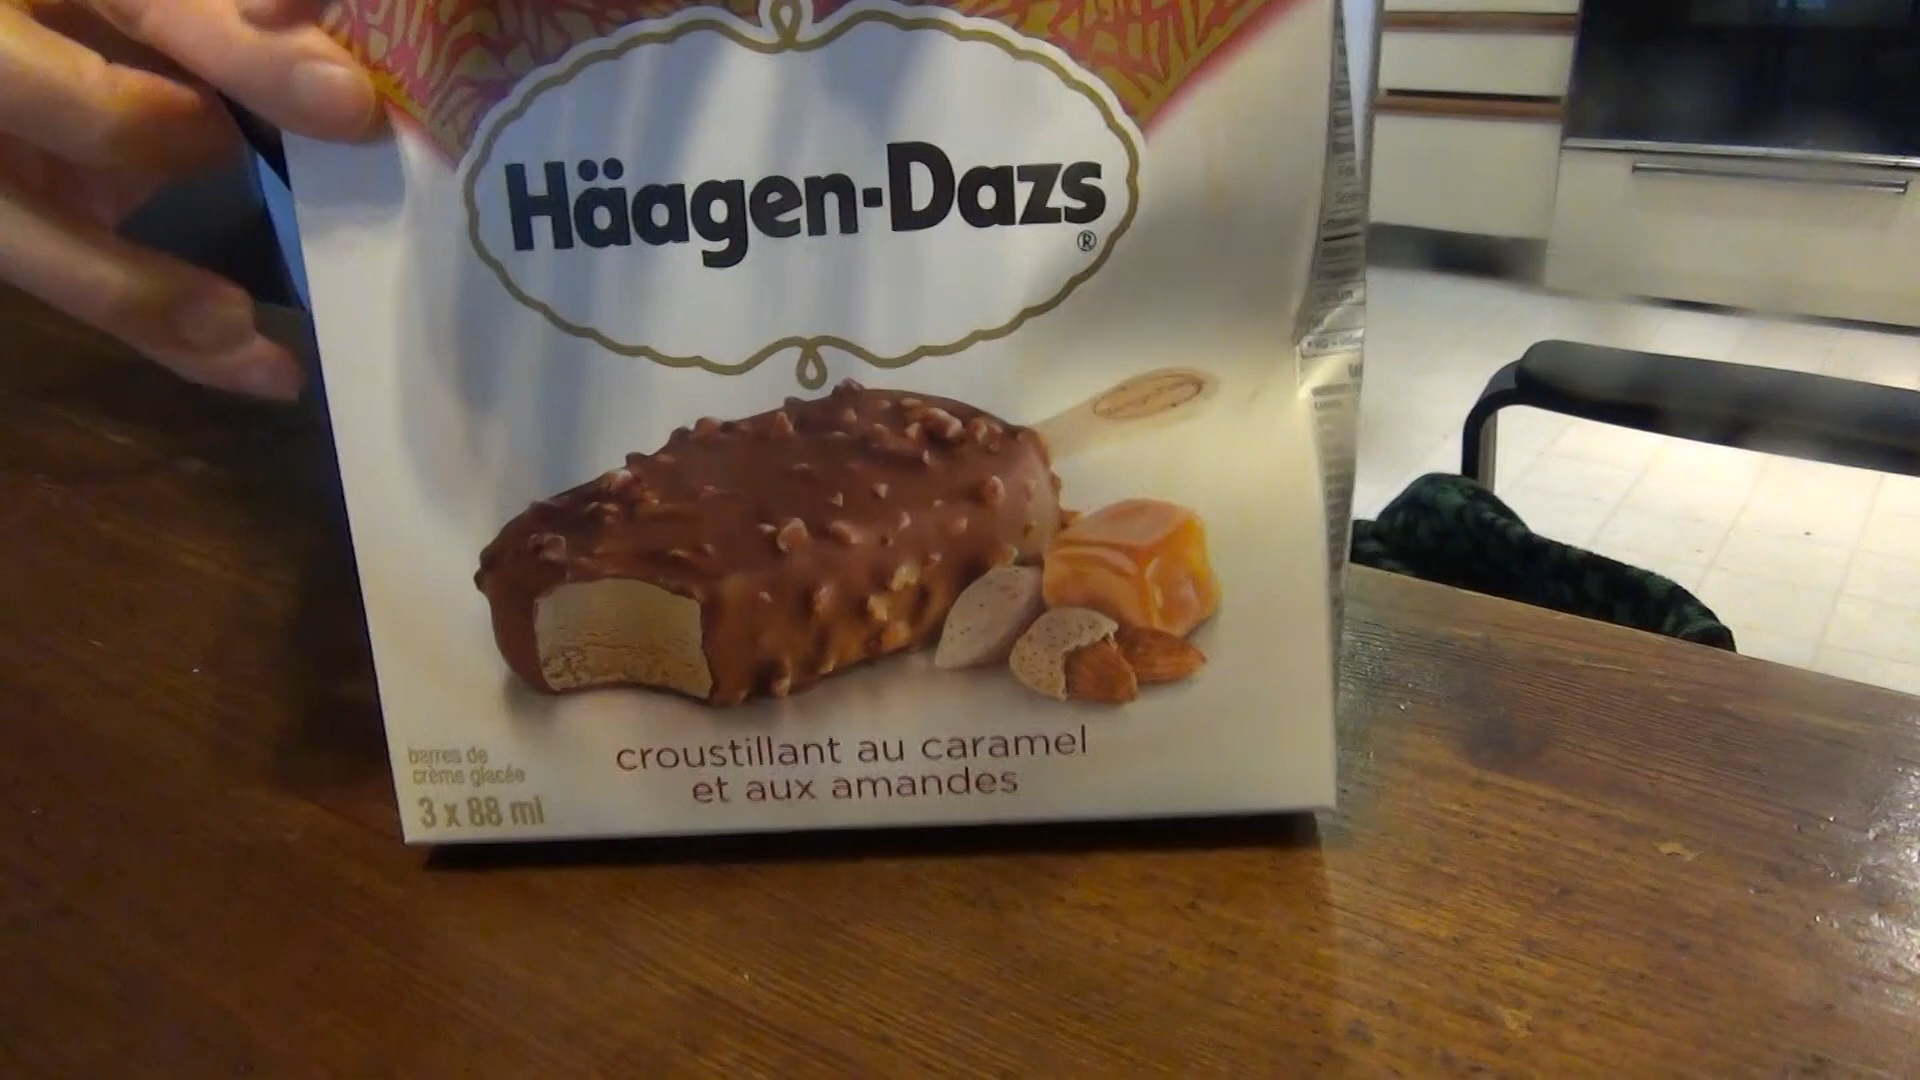 Häagen-Dazs
®
croustillant au caramel
et aux amandes
barres de
crème glacée
3 x 88 ml